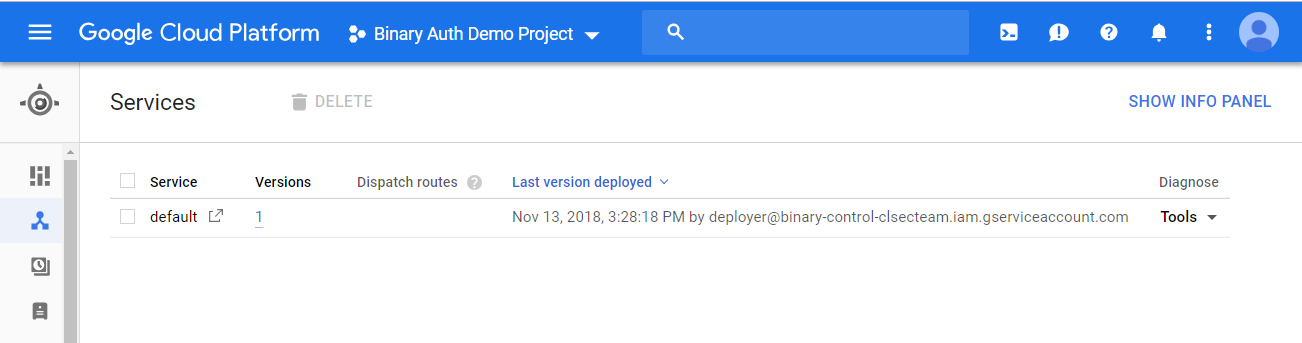 Google Cloud Platform Binary Auth Demo Project
Services DELETE SHOW INFO PANEL
Service Versions Dispatch routes ? Last version deployed Diagnose
default 1 Nov 13, 2018, 3:28:18 PM by deployer@binary-control-clsecteam.iam.gserviceaccount.com Tools